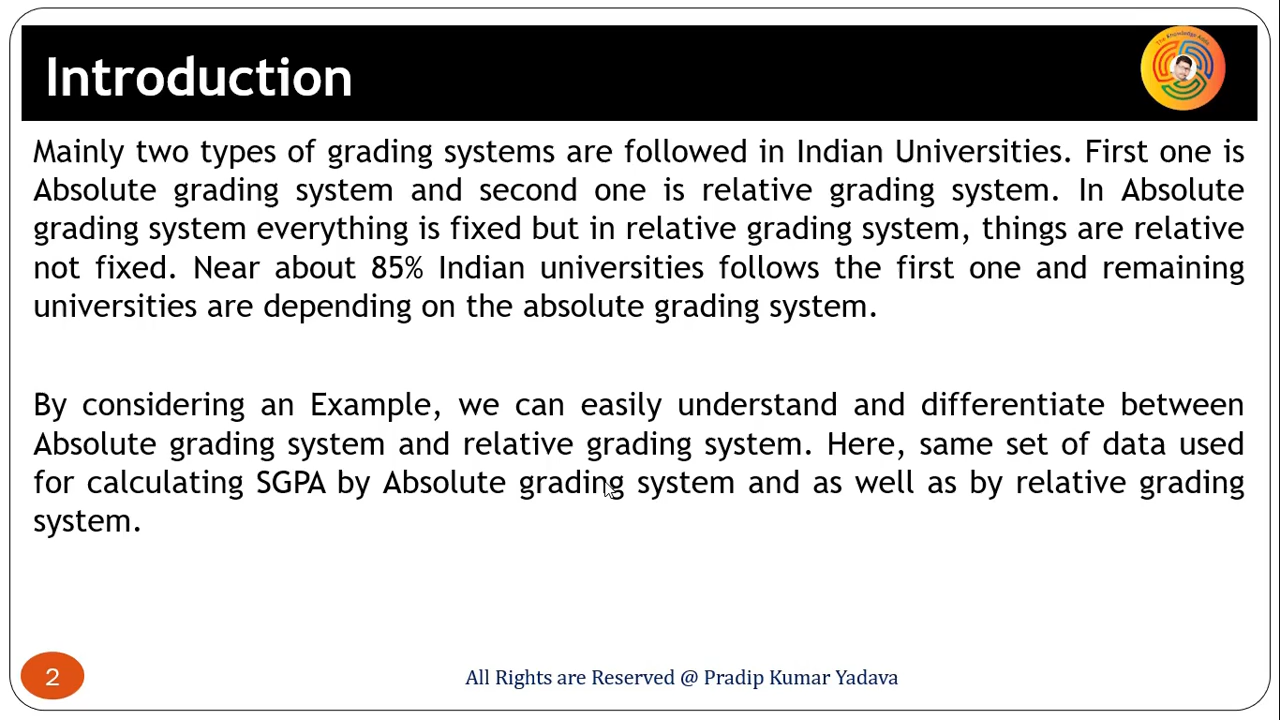 Introduction
Mainly two types of grading systems are followed in Indian Universities. First one is
Absolute grading system and second one is relative grading system. In Absolute
grading system everything is fixed but in relative grading system, things are relative
not fixed. Near about 85% Indian universities follows the first one and remaining
universities are depending on the absolute grading system.
By considering an Example, we can easily understand and differentiate between
Absolute grading system and relative grading system. Here, same set of data used
for calculating SGPA by Absolute grading system and as well as by relative grading
system.
2
All Rights are Reserved @ Pradip Kumar Yadava